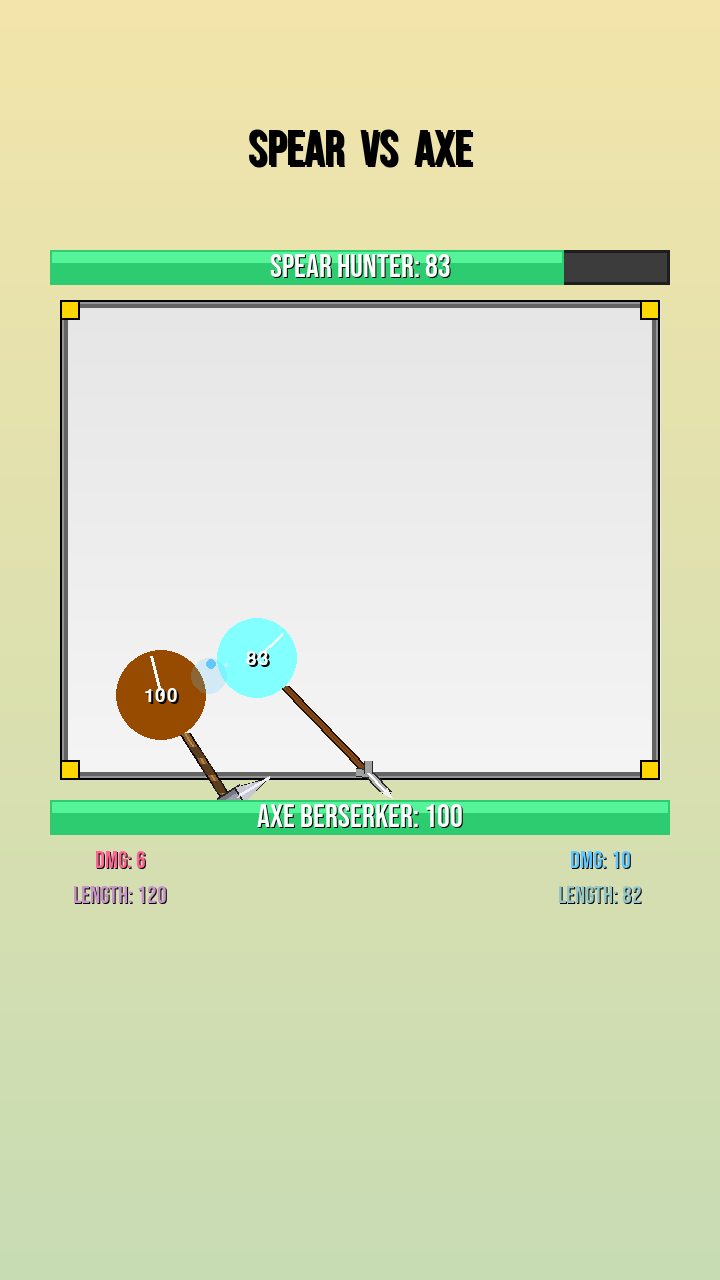 SPEAR VS AXE
SPEAR HUNTER: 83
83
100
AXE BERSERKER: 100
DMG: 6
DMG: 10
LENGTH: 120
LENGTH: 82